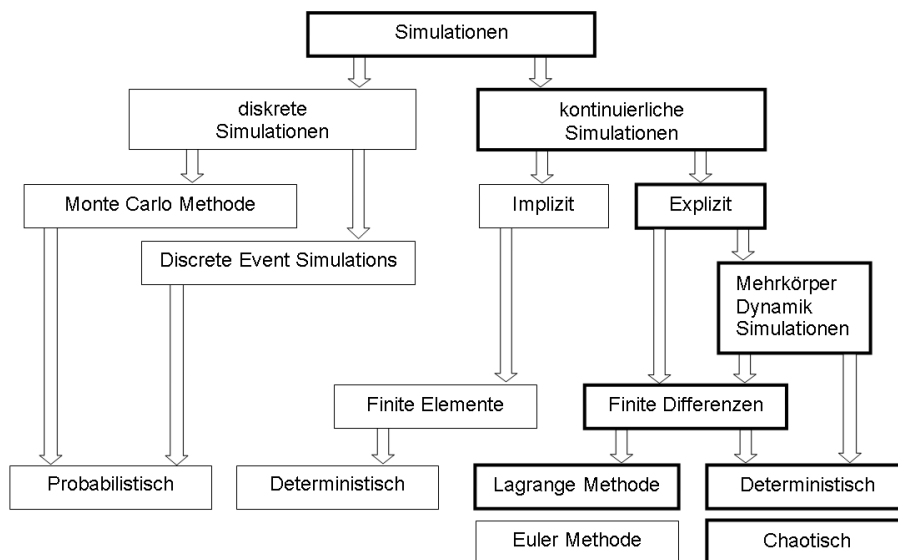 Simulationen
diskrete
Simulationen
kontinuierliche
Simulationen
Monte Carlo Methode
Implizit
Explizit
Discrete Event Simulations
Mehrkörper
Dynamik
Simulationen
Finite Elemente
Finite Differenzen
Probabilistisch
Deterministisch
Lagrange Methode
Deterministisch
Euler Methode
Chaotisch